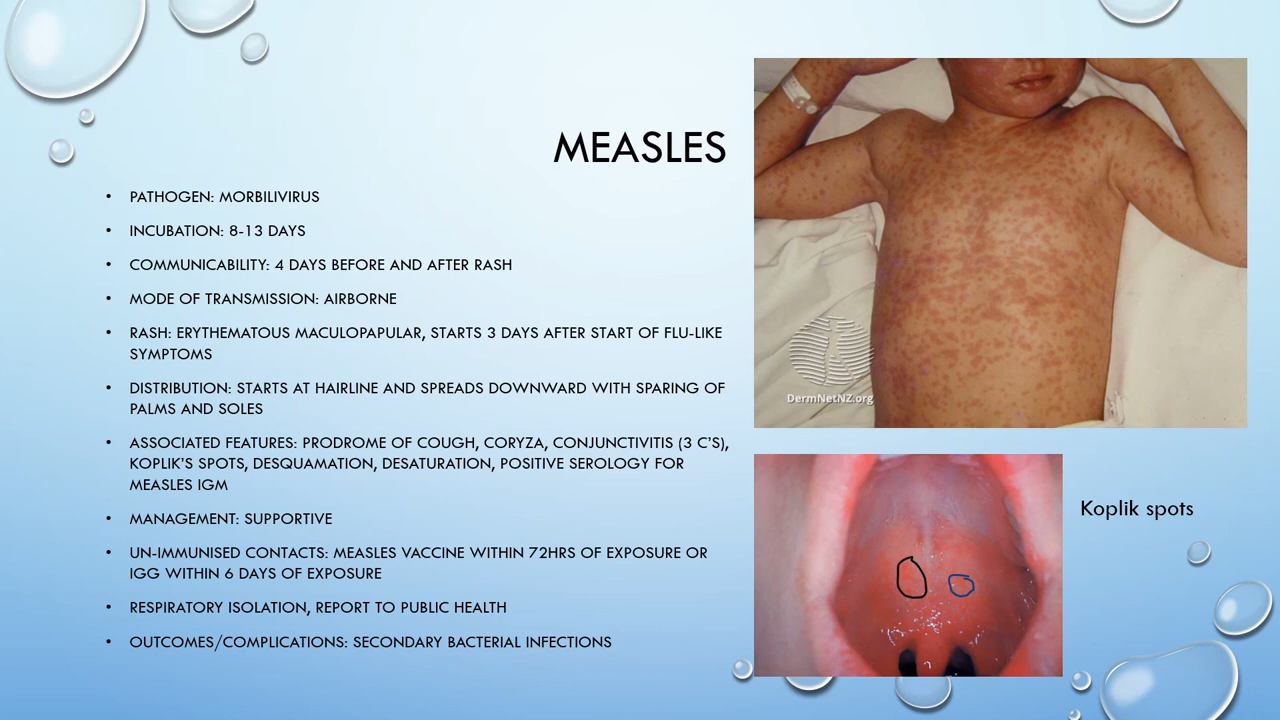 MEASLES
• PATHOGEN: MORBILIVIRUS
• INCUBATION: 8-13 DAYS
• COMMUNICABILITY: 4 DAYS BEFORE AND AFTER RASH
• MODE OF TRANSMISSION: AIRBORNE
• RASH: ERYTHEMATOUS MACULOPAPULAR, STARTS 3 DAYS AFTER START OF FLU-LIKE
SYMPTOMS
• DISTRIBUTION: STARTS AT HAIRLINE AND SPREADS DOWNWARD WITH SPARING OF
PALMS AND SOLES
• ASSOCIATED FEATURES: PRODROME OF COUGH, CORYZA, CONJUNCTIVITIS (3 C'S),
KOPLIK'S SPOTS, DESQUAMATION, DESATURATION, POSITIVE SEROLOGY FOR
MEASLES IGM
• MANAGEMENT: SUPPORTIVE
• UN-IMMUNISED CONTACTS: MEASLES VACCINE WITHIN 72HRS OF EXPOSURE OR
IGG WITHIN 6 DAYS OF EXPOSURE
• RESPIRATORY ISOLATION, REPORT TO PUBLIC HEALTH
• OUTCOMES/COMPLICATIONS: SECONDARY BACTERIAL INFECTIONS
DermNetNZ.org
Koplik spots